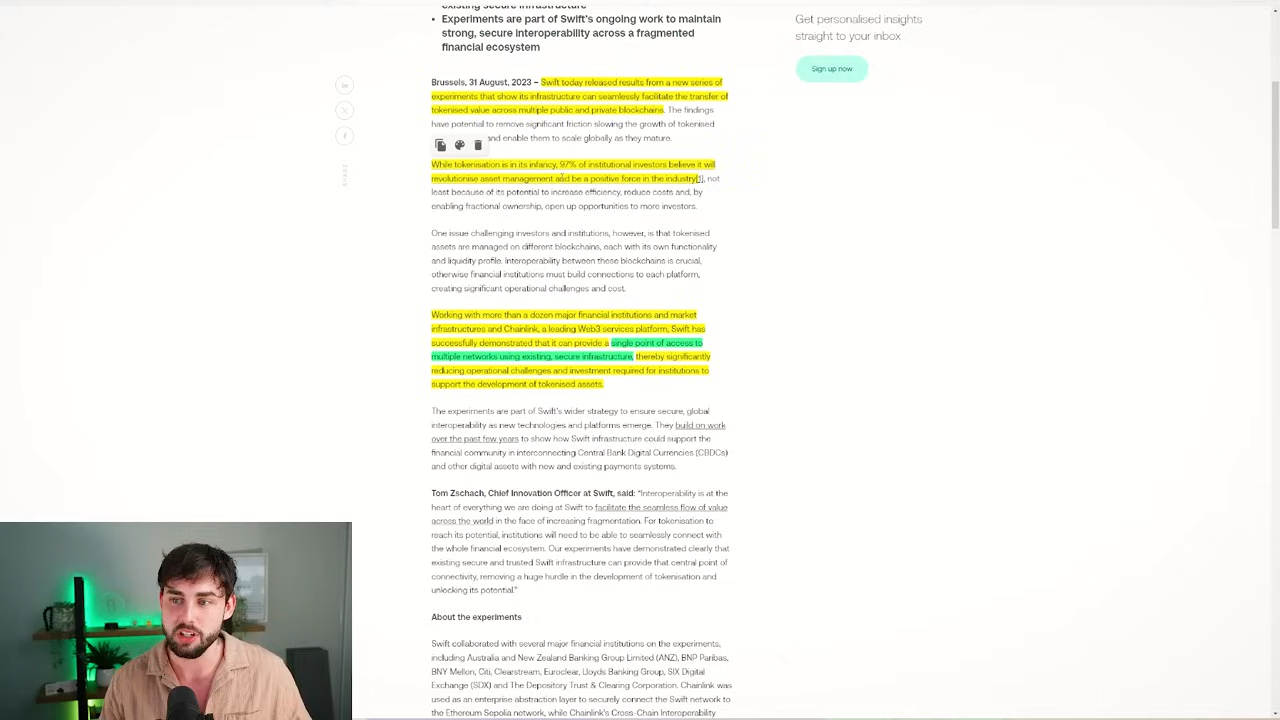 existing secure infrastructure
• Experiments are part of Swift's ongoing work to maintain
strong, secure interoperability across a fragmented
financial ecosystem
Get personalised insights
straight to your inbox
Sign up now
Brussels, 31 August, 2023 – Swift today released results from a new series of
experiments that show its infrastructure can seamlessly facilitate the transfer of
tokenised value across multiple public and private blockchains. The findings
have potential to remove significant friction slowing the growth of tokenised
and enable them to scale globally as they mature.
SHARE
While tokenisation is in its infancy, 97% of institutional investors believe it will
revolutionise asset management and be a positive force in the industry[1], not
least because of its potential to increase efficiency, reduce costs and, by
enabling fractional ownership, open up opportunities to more investors.
One issue challenging investors and institutions, however, is that tokenised
assets are managed on different blockchains, each with its own functionality
and liquidity profile. Interoperability between these blockchains is crucial,
otherwise financial institutions must build connections to each platform,
creating significant operational challenges and cost.
Working with more than a dozen major financial institutions and market
infrastructures and Chainlink, a leading Web3 services platform, Swift has
successfully demonstrated that it can provide a single point of access to
multiple networks using existing, secure infrastructure, thereby significantly
reducing operational challenges and investment required for institutions to
support the development of tokenised assets.
The experiments are part of Swift's wider strategy to ensure secure, global
interoperability as new technologies and platforms emerge. They build on work
over the past few years to show how Swift infrastructure could support the
financial community in interconnecting Central Bank Digital Currencies (CBDCs)
and other digital assets with new and existing payments systems.
Tom Zschach, Chief Innovation Officer at Swift, said: "Interoperability is at the
heart of everything we are doing at Swift to facilitate the seamless flow of value
across the world in the face of increasing fragmentation. For tokenisation to
reach its potential, institutions will need to be able to seamlessly connect with
the whole financial ecosystem. Our experiments have demonstrated clearly that
existing secure and trusted Swift infrastructure can provide that central point of
connectivity, removing a huge hurdle in the development of tokenisation and
unlocking its potential."
About the experiments
Swift collaborated with several major financial institutions on the experiments,
including Australia and New Zealand Banking Group Limited (ANZ), BNP Paribas,
BNY Mellon, Citi, Clearstream, Euroclear, Lloyds Banking Group, SIX Digital
Exchange (SDX) and The Depository Trust & Clearing Corporation. Chainlink was
used as an enterprise abstraction layer to securely connect the Swift network to
the Ethereum Sepolia network, while Chainlink's Cross-Chain Interoperability